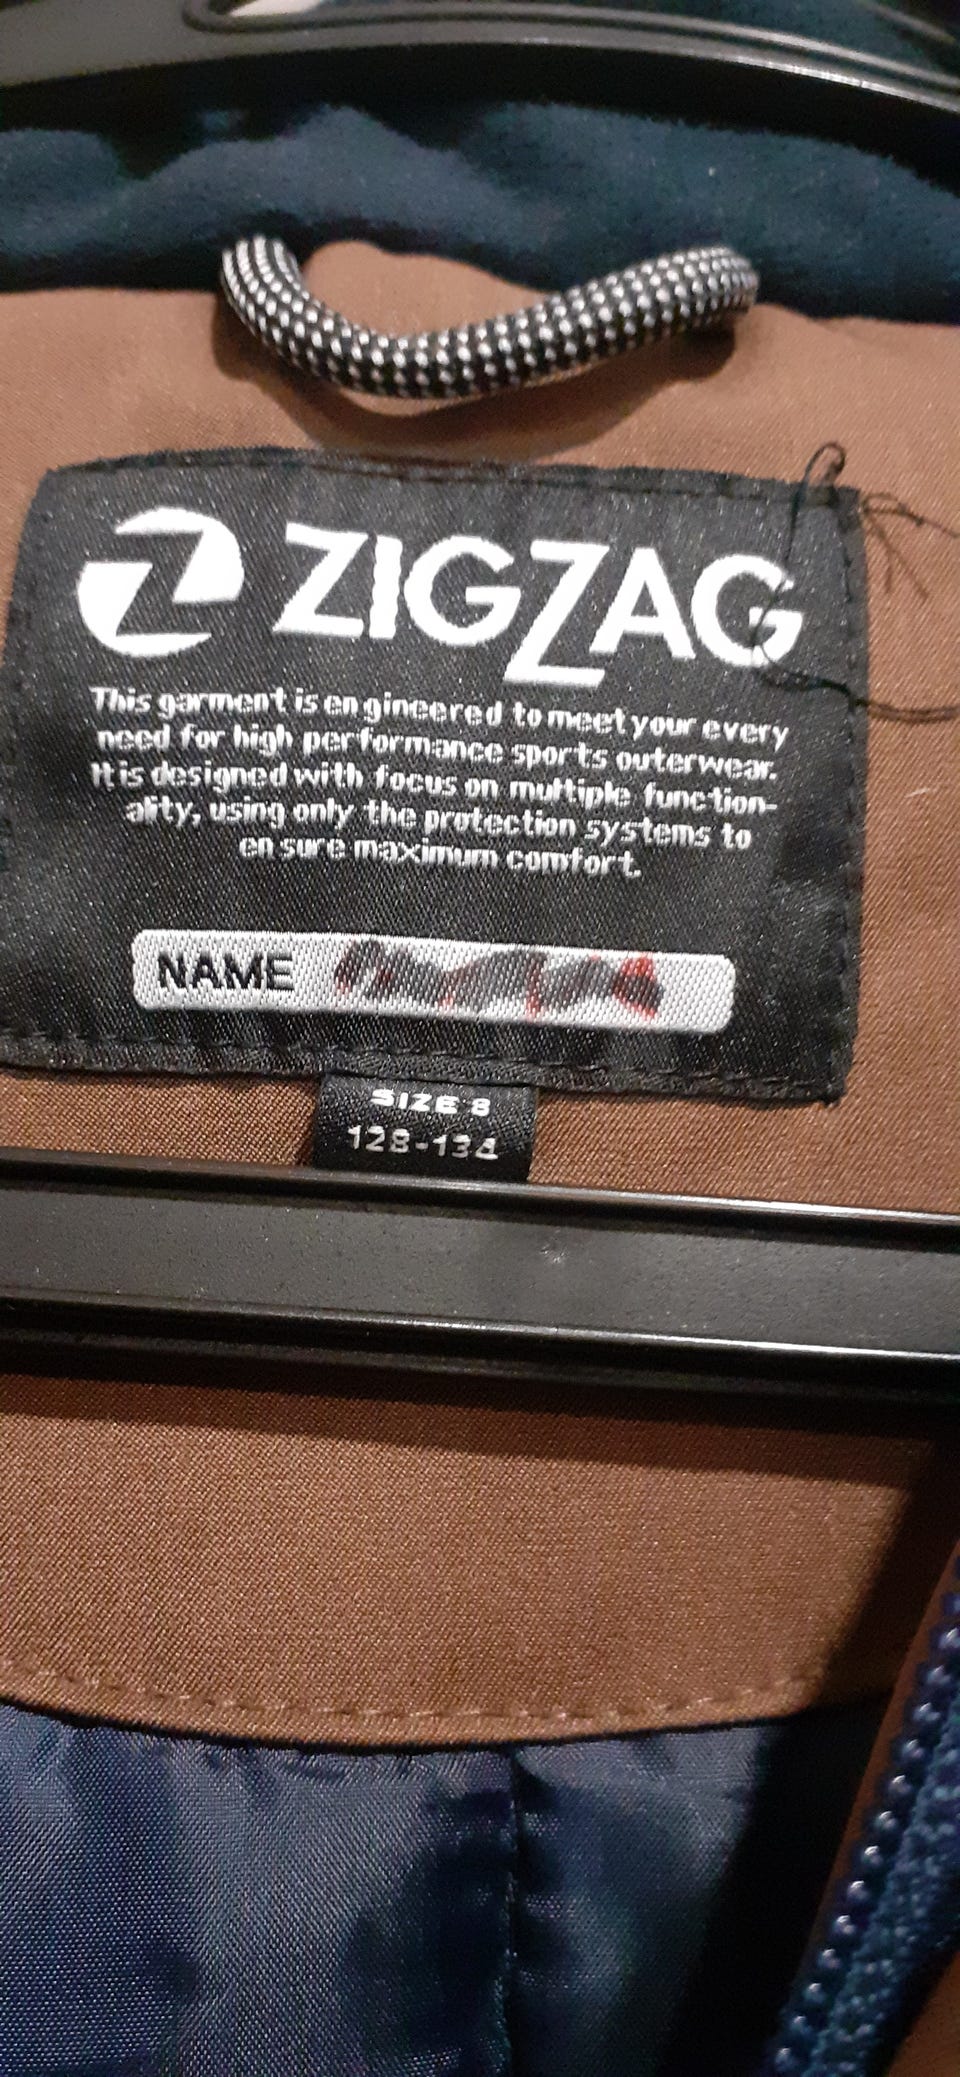 ZIGZAG
This garment is engineered to meet your every
need for high performance sports outerwear.
It is designed with focus on multiple function-
ality, using only the protection systems to
ensure maximum comfort.
NAME
SIZE 8
128-134